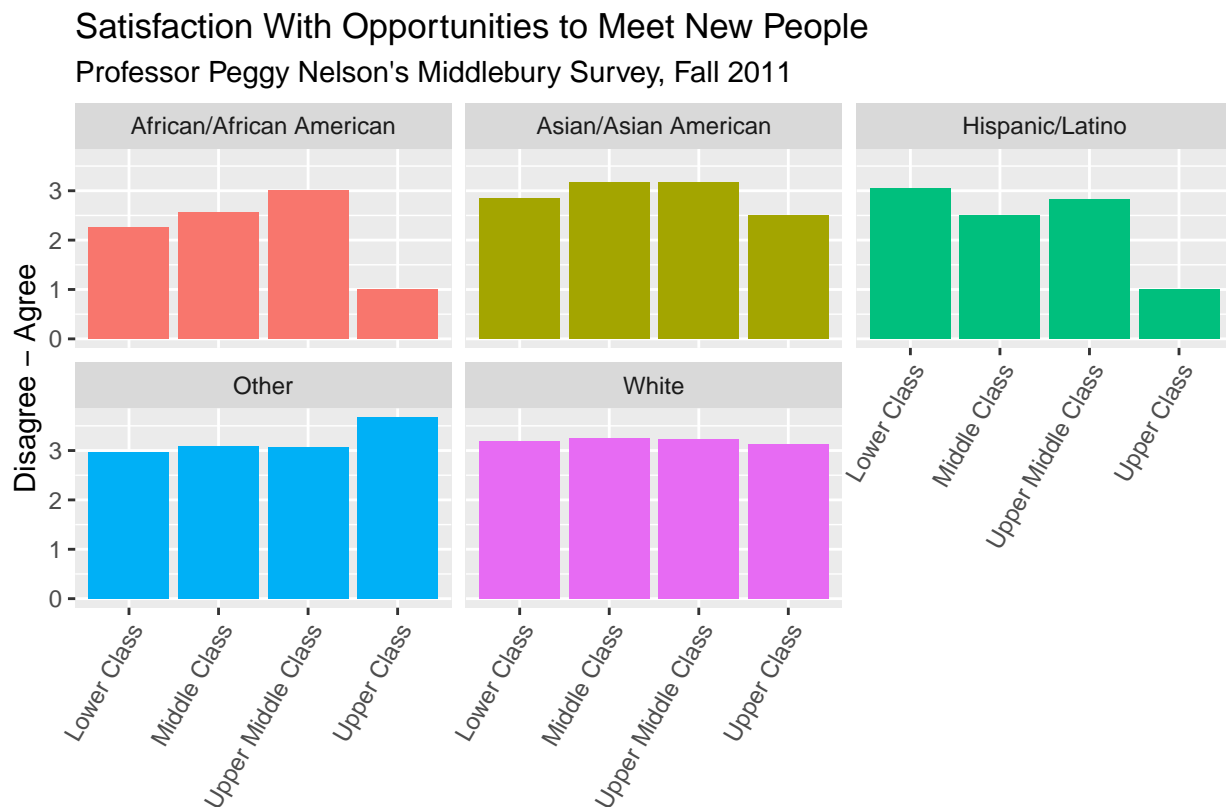 Satisfaction With Opportunities to Meet New People
Professor Peggy Nelson's Middlebury Survey, Fall 2011
African/African American
Asian/Asian American
Hispanic/Latino
3
2
1
0
Other
White
3
2
1
0
Disagree – Agree
Lower Class
Middle Class
Upper Middle Class
Upper Class
Lower Class
Middle Class
Upper Middle Class
Upper Class
Lower Class
Middle Class
Upper Middle Class
Upper Class